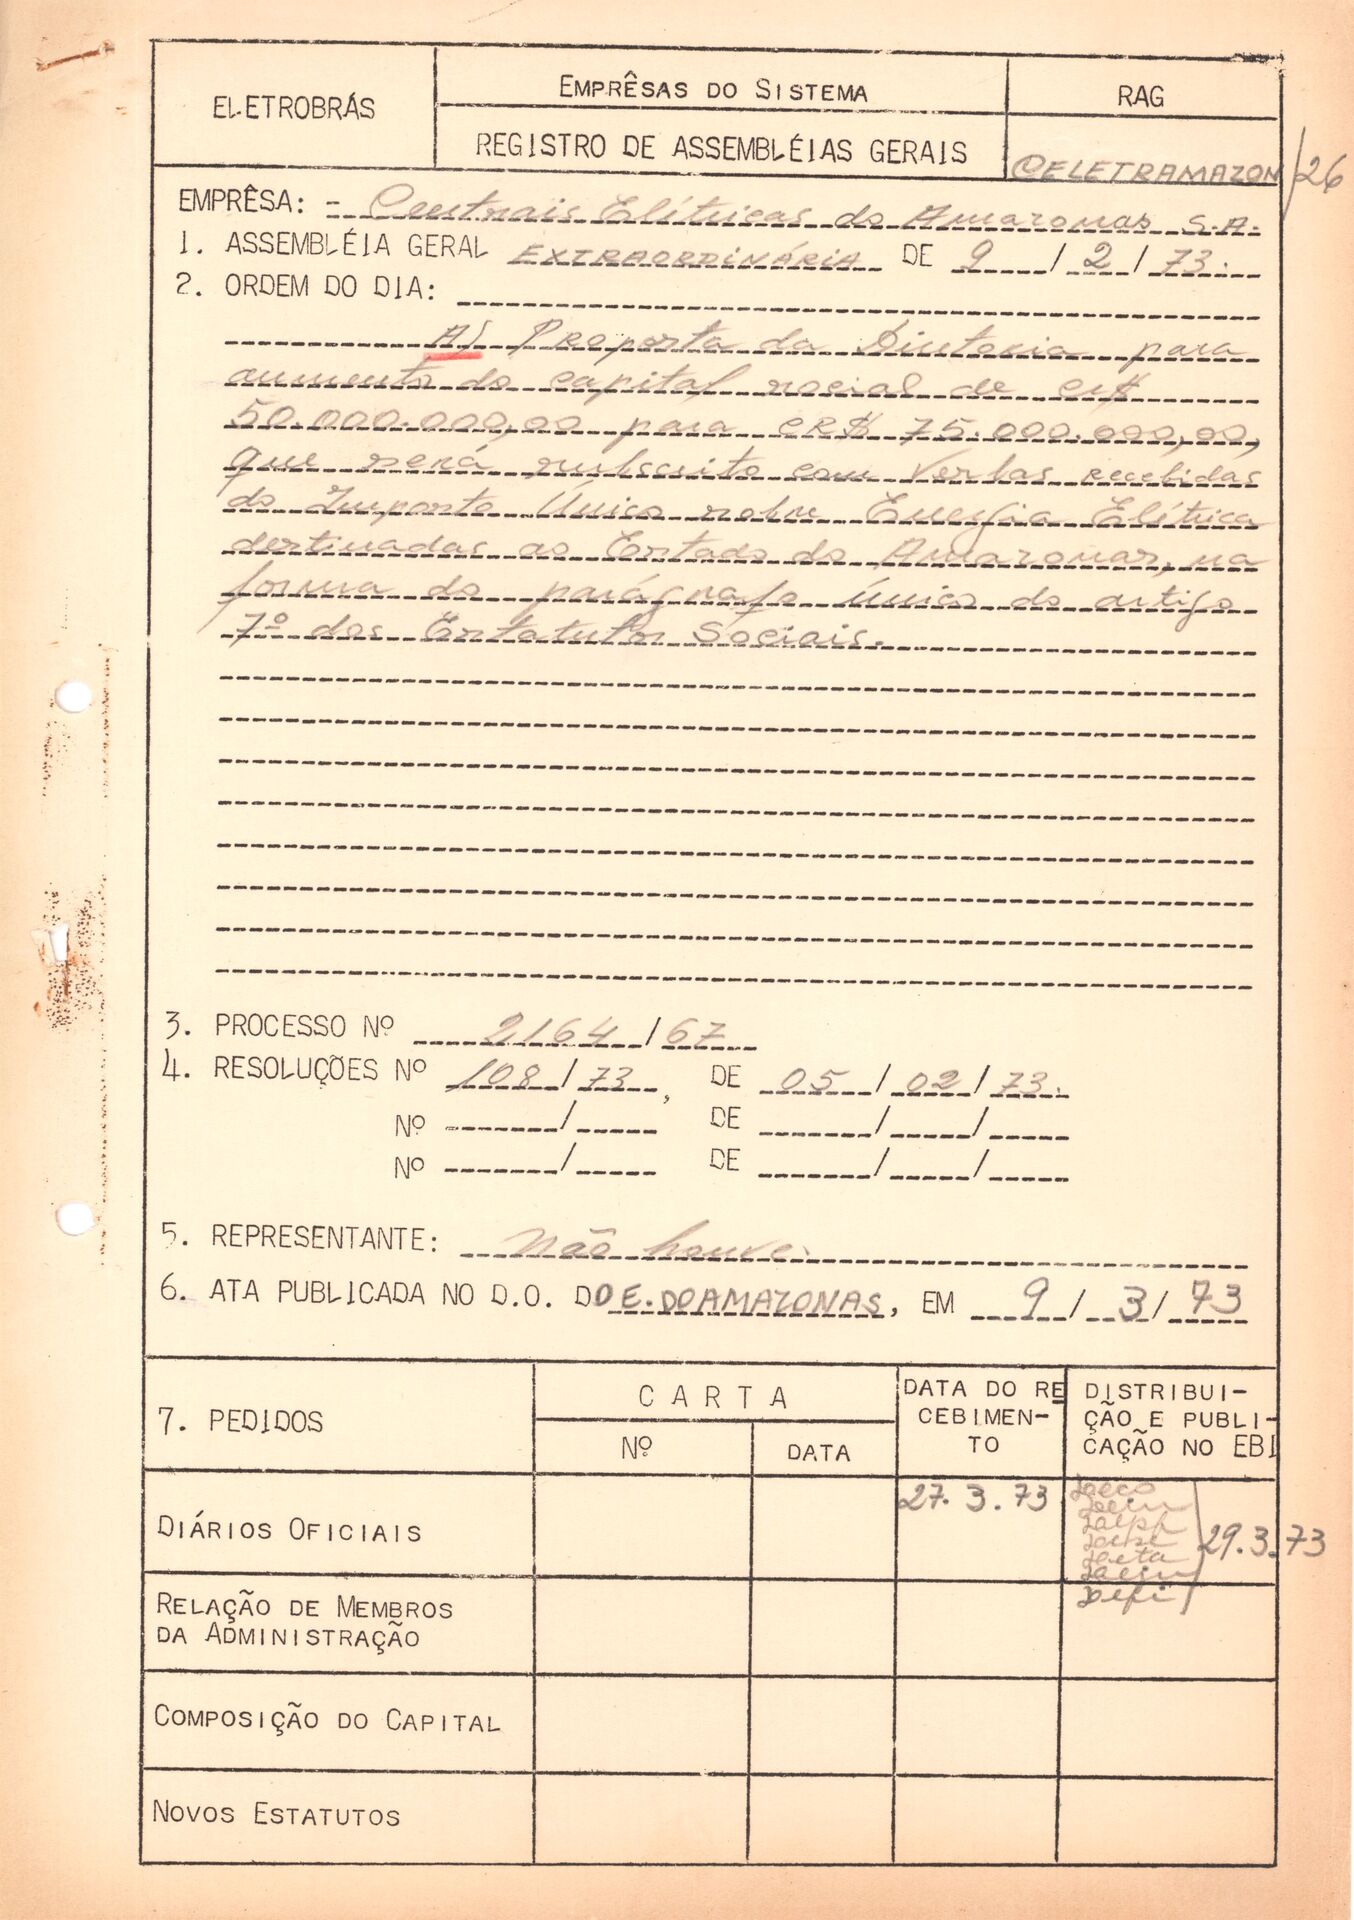 ELETROBRÁS
EMPRÊSAS DO SISTEMA
REGISTRO DE ASSEMBLÉIAS GERAIS
RAG
CELETRAMAZON/26
EMPRÊSA: - Centrais Elétricas do Amazonas S.A.
1. ASSEMBLÉIA GERAL EXTRAORDINÁRIA DE 9/2/73.
2. ORDEM DO DIA:
A) Proposta da Diretoria para
aumento do capital social de CR$
50.000.000,00 para CR$ 75.000.000,00,
que será subscrito com verbas recebidas
do Imposto Único sobre Energia Elétrica
destinadas ao Estado do Amazonas, na
forma do parágrafo único do artigo
7º dos Estatutos Sociais.
3. PROCESSO Nº 2164/67
4. RESOLUÇÕES Nº 108/73, DE 05/02/73.
Nº / DE / /
Nº / DE / /
5. REPRESENTANTE: não houve.
6. ATA PUBLICADA NO D.O. DO E. DO AMAZONAS, EM 9/3/73
7. PEDIDOS
CARTA
Nº
DATA
DATA DO RE
CEBIMEN-
TO
DISTRIBUI-
ÇÃO E PUBLI-
CAÇÃO NO EBI
DIÁRIOS OFICIAIS
27.3.73
29.3.73
RELAÇÃO DE MEMBROS
DA ADMINISTRAÇÃO
COMPOSIÇÃO DO CAPITAL
NOVOS ESTATUTOS